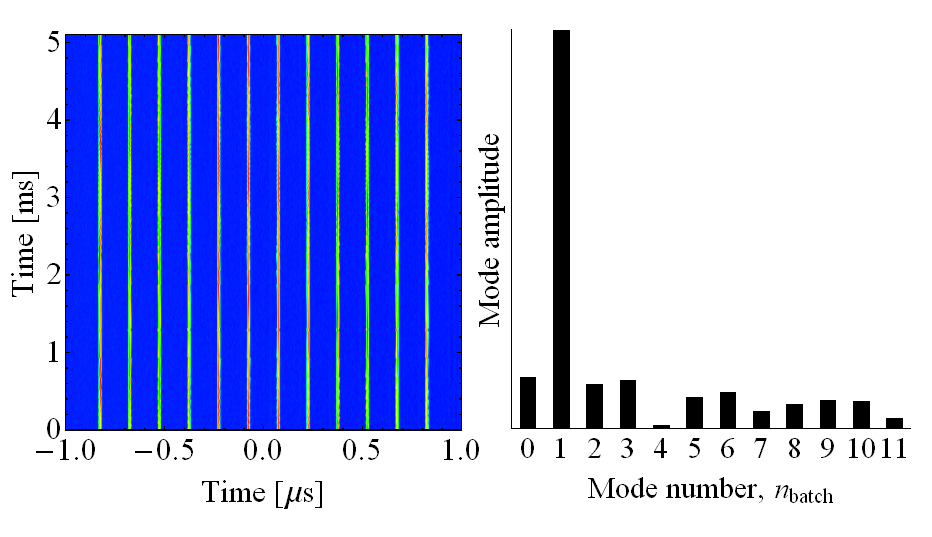 5
4
3
2
1
0
Time [ms]
−1.0 −0.5 0.0 0.5 1.0
Time [μs]
Mode amplitude
0 1 2 3 4 5 6 7 8 9 10 11
Mode number, nbatch